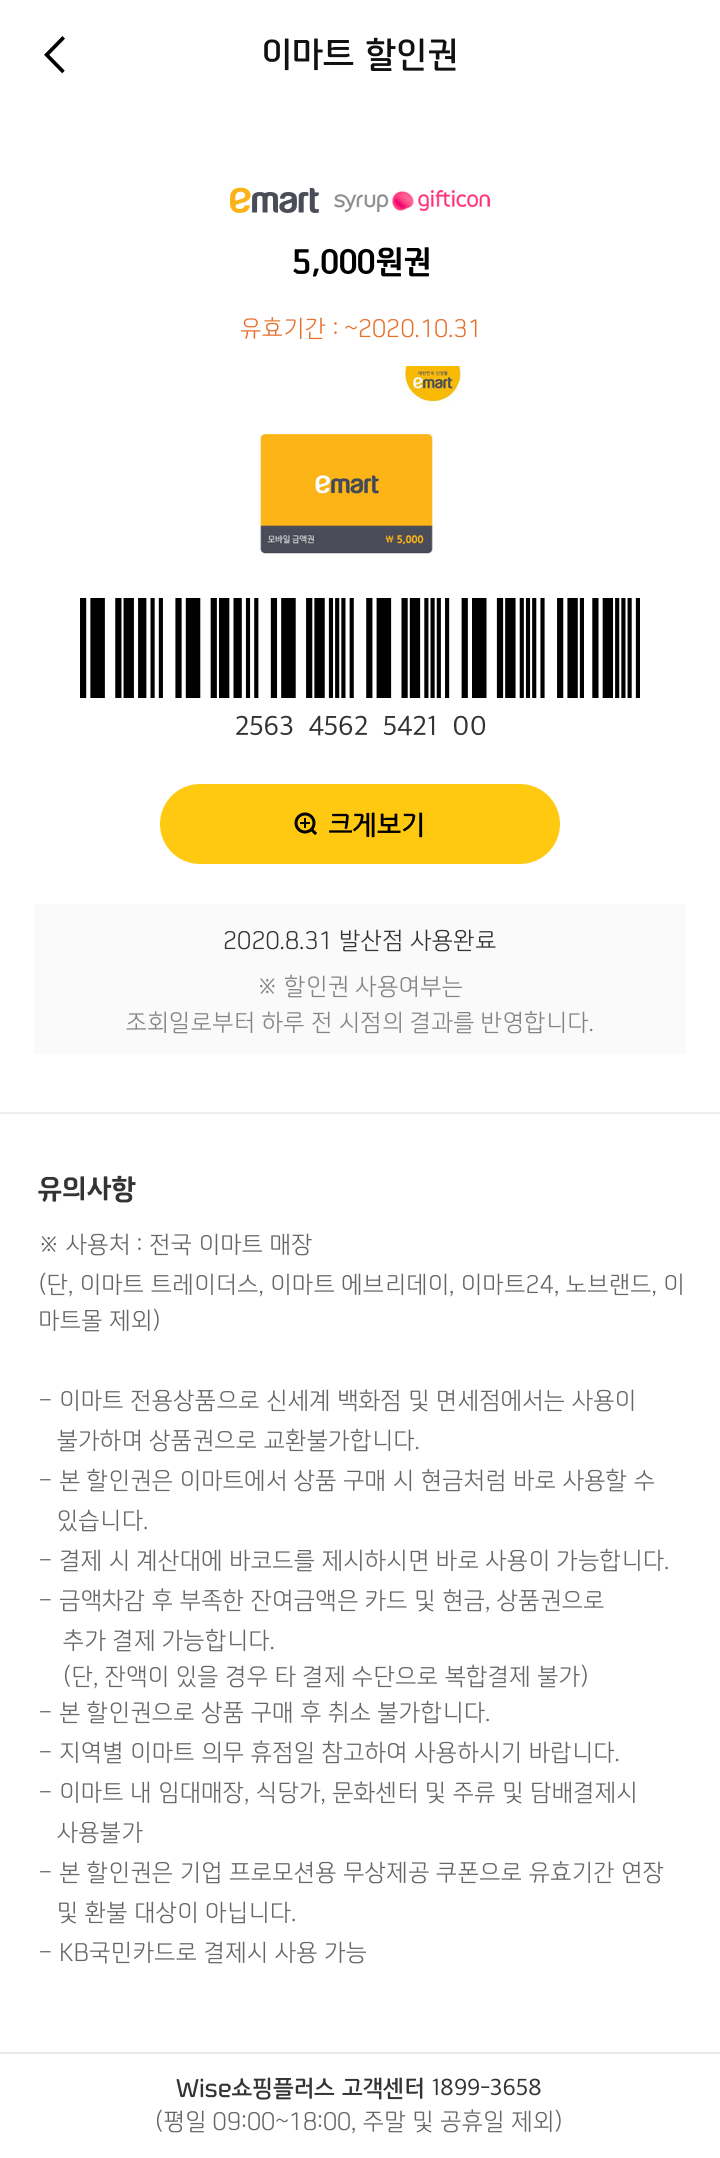 이마트 할인권
emart syrup gifticon
5,000원권
유효기간 : ~2020.10.31
emart
emart
모바일 금액권 ₩ 5,000
2563 4562 5421 00
크게보기
2020.8.31 발산점 사용완료
※ 할인권 사용여부는
조회일로부터 하루 전 시점의 결과를 반영합니다.
유의사항
※ 사용처 : 전국 이마트 매장
(단, 이마트 트레이더스, 이마트 에브리데이, 이마트24, 노브랜드, 이
마트몰 제외)
- 이마트 전용상품으로 신세계 백화점 및 면세점에서는 사용이
불가하며 상품권으로 교환불가합니다.
- 본 할인권은 이마트에서 상품 구매 시 현금처럼 바로 사용할 수
있습니다.
- 결제 시 계산대에 바코드를 제시하시면 바로 사용이 가능합니다.
- 금액차감 후 부족한 잔여금액은 카드 및 현금, 상품권으로
추가 결제 가능합니다.
(단, 잔액이 있을 경우 타 결제 수단으로 복합결제 불가)
- 본 할인권으로 상품 구매 후 취소 불가합니다.
- 지역별 이마트 의무 휴점일 참고하여 사용하시기 바랍니다.
- 이마트 내 임대매장, 식당가, 문화센터 및 주류 및 담배결제시
사용불가
- 본 할인권은 기업 프로모션용 무상제공 쿠폰으로 유효기간 연장
및 환불 대상이 아닙니다.
- KB국민카드로 결제시 사용 가능
Wise쇼핑플러스 고객센터 1899-3658
(평일 09:00~18:00, 주말 및 공휴일 제외)